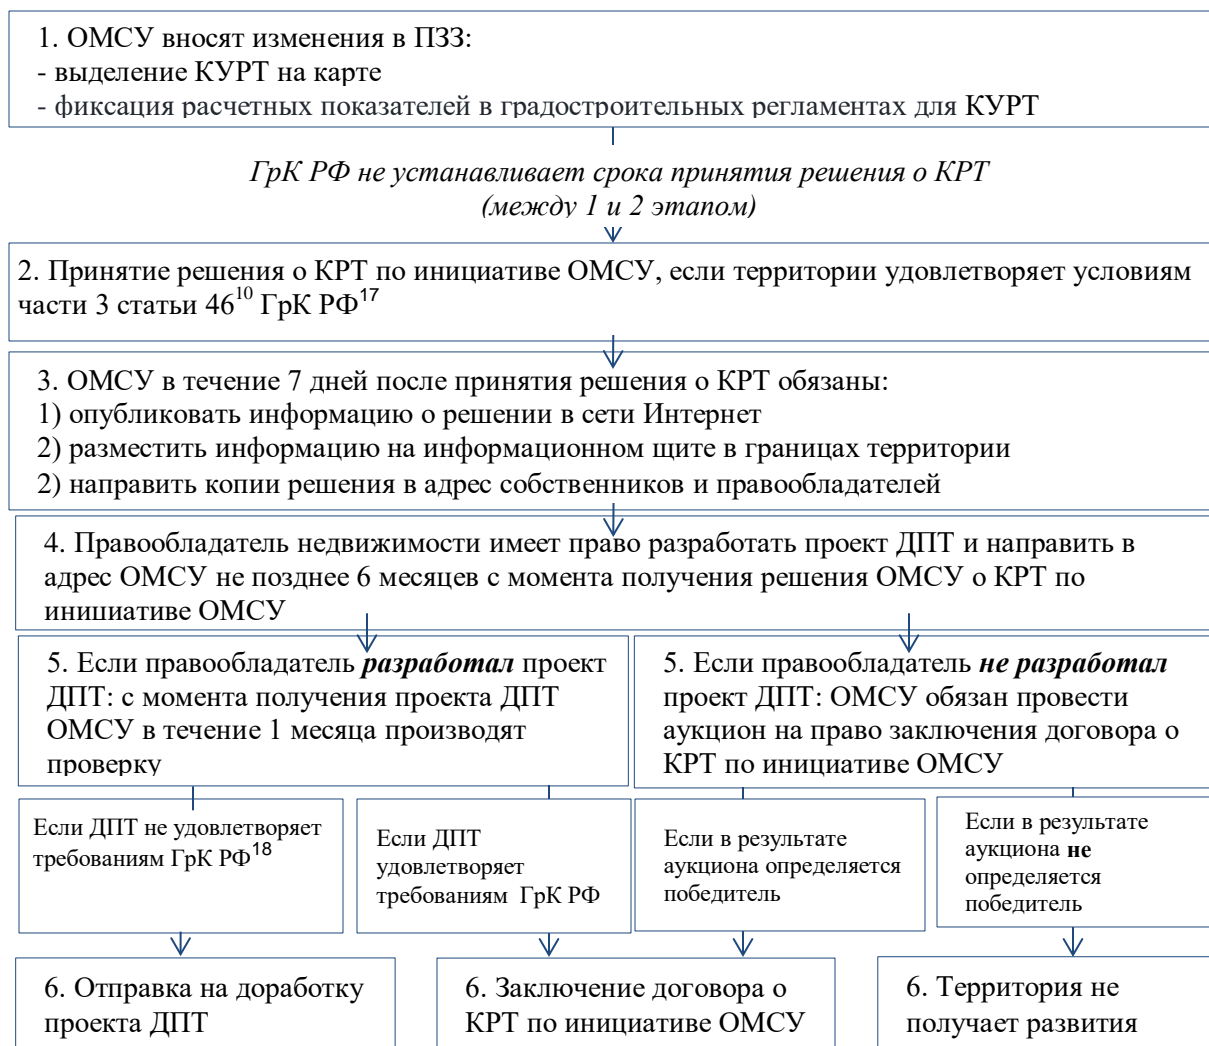 1. ОМСУ вносят изменения в ПЗЗ:
- выделение КУРТ на карте
- фиксация расчетных показателей в градостроительных регламентах для КУРТ
ГрК РФ не устанавливает срока принятия решения о КРТ
(между 1 и 2 этапом)
2. Принятие решения о КРТ по инициативе ОМСУ, если территории удовлетворяет условиям
части 3 статьи 46¹⁰ ГрК РФ¹⁷
3. ОМСУ в течение 7 дней после принятия решения о КРТ обязаны:
1) опубликовать информацию о решении в сети Интернет
2) разместить информацию на информационном щите в границах территории
2) направить копии решения в адрес собственников и правообладателей
4. Правообладатель недвижимости имеет право разработать проект ДПТ и направить в
адрес ОМСУ не позднее 6 месяцев с момента получения решения ОМСУ о КРТ по
инициативе ОМСУ
5. Если правообладатель разработал проект
ДПТ: с момента получения проекта ДПТ
ОМСУ в течение 1 месяца производят
проверку
5. Если правообладатель не разработал
проект ДПТ: ОМСУ обязан провести
аукцион на право заключения договора о
КРТ по инициативе ОМСУ
Если ДПТ не удовлетворяет
требованиям ГрК РФ¹⁸
Если ДПТ
удовлетворяет
требованиям ГрК РФ
Если в результате
аукциона определяется
победитель
Если в результате
аукциона не
определяется
победитель
6. Отправка на доработку
проекта ДПТ
6. Заключение договора о
КРТ по инициативе ОМСУ
6. Территория не
получает развития